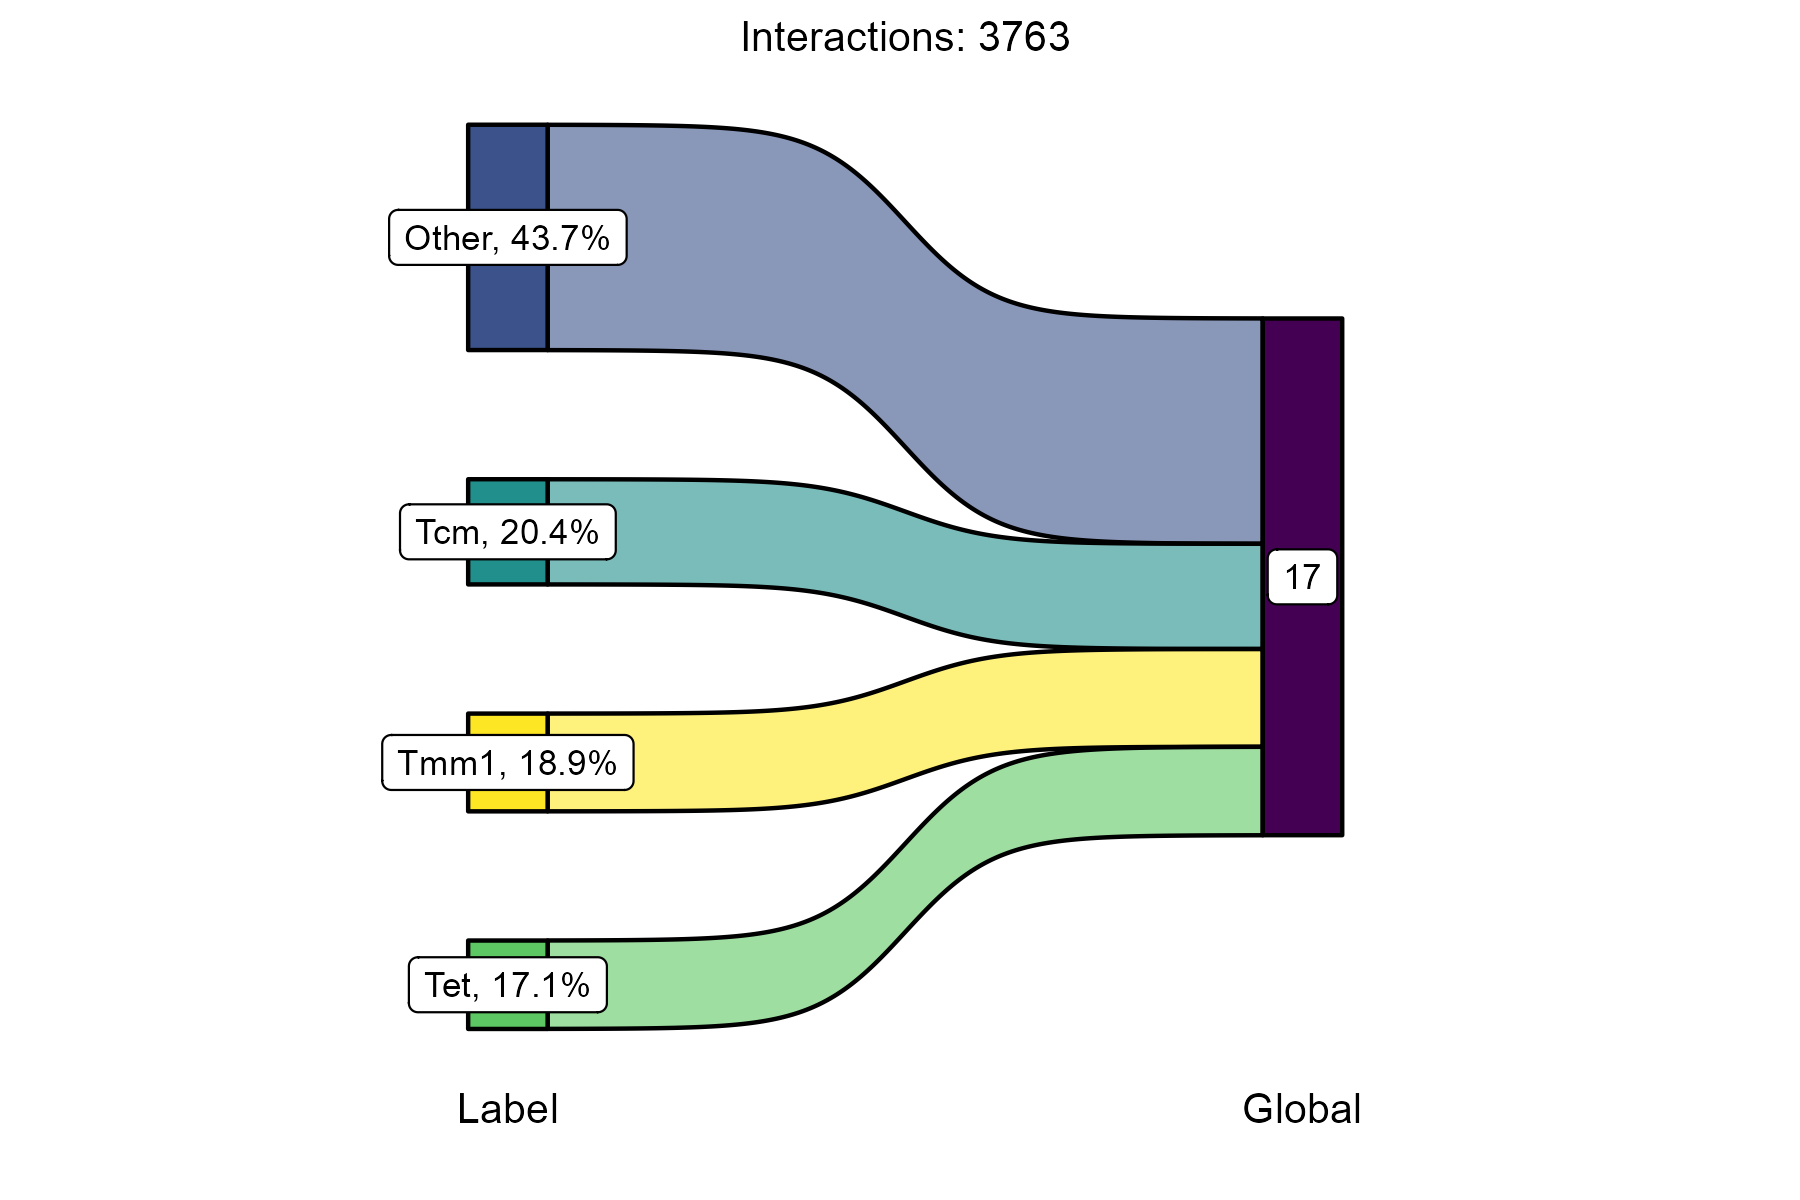 Interactions: 3763
Other, 43.7%
Tcm, 20.4%
17
Tmm1, 18.9%
Tet, 17.1%
Label
Global